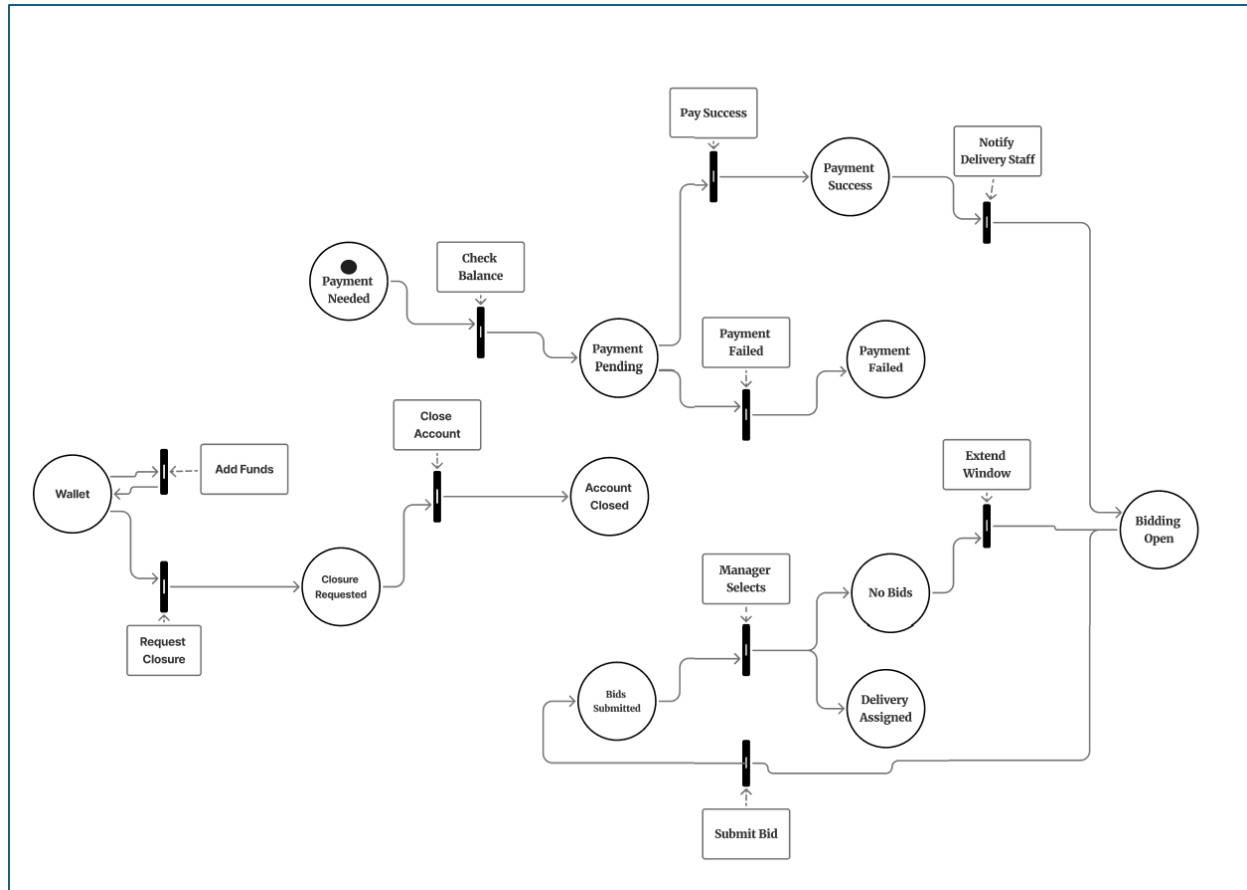 Pay Success
Notify
Delivery Staff
Payment
Success
Check
Balance
Payment
Needed
Payment
Failed
Payment
Pending
Payment
Failed
Close
Account
Add Funds
Wallet
Account
Closed
Extend
Window
Bidding
Open
Closure
Requested
Manager
Selects
No Bids
Request
Closure
Bids
Submitted
Delivery
Assigned
Submit Bid